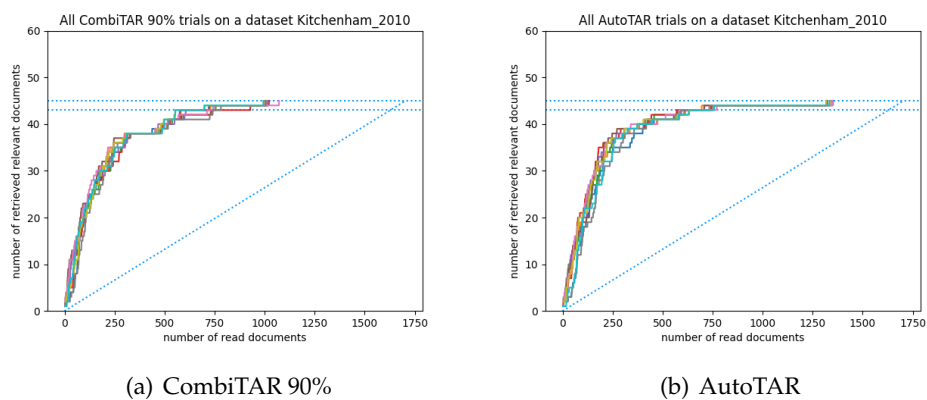 All CombiTAR 90% trials on a dataset Kitchenham_2010
60
50
40
30
20
10
0
number of retrieved relevant documents
0 250 500 750 1000 1250 1500 1750
number of read documents
(a) CombiTAR 90%
All AutoTAR trials on a dataset Kitchenham_2010
60
50
40
30
20
10
0
number of retrieved relevant documents
0 250 500 750 1000 1250 1500 1750
number of read documents
(b) AutoTAR